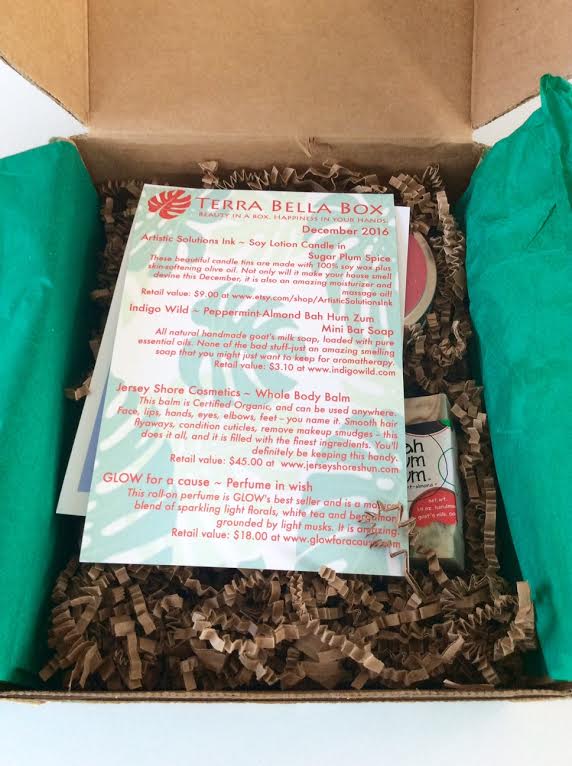 TERRA BELLA BOX
BEAUTY IN A BOX. HAPPINESS IN YOUR HANDS.
December 2016
Artistic Solutions Ink ~ Soy Lotion Candle in
Sugar Plum Spice
These beautiful candle tins are made with 100% soy wax plus
skin-softening olive oil. Not only will it make your house smell
devine this December, it is also an amazing moisturizer and
massage oil!
Retail value: $9.00 at www.etsy.com/shop/ArtisticSolutionsInk
Indigo Wild ~ Peppermint-Almond Bah Hum Zum
Mini Bar Soap
All natural handmade goat's milk soap, loaded with pure
essential oils. None of the bad stuff-just an amazing smelling
soap that you might just want to keep for aromatherapy.
Retail value: $3.10 at www.indigowild.com
Jersey Shore Cosmetics ~ Whole Body Balm
This balm is Certified Organic, and can be used anywhere.
Face, lips, hands, eyes, elbows, feet – you name it. Smooth hair
flyaways, condition cuticles, remove makeup smudges – this
does it all, and it is filled with the finest ingredients. You'll
definitely be keeping this handy.
Retail value: $45.00 at www.jerseyshoreshun.com
GLOW for a cause ~ Perfume in wish
This roll-on perfume is GLOW's best seller and is a mature
blend of sparkling light florals, white tea and bergamot
grounded by light musks. It is amazing.
Retail value: $18.00 at www.glowforacause.com
ah
um
um
t-almond
net wt.
goat's milk